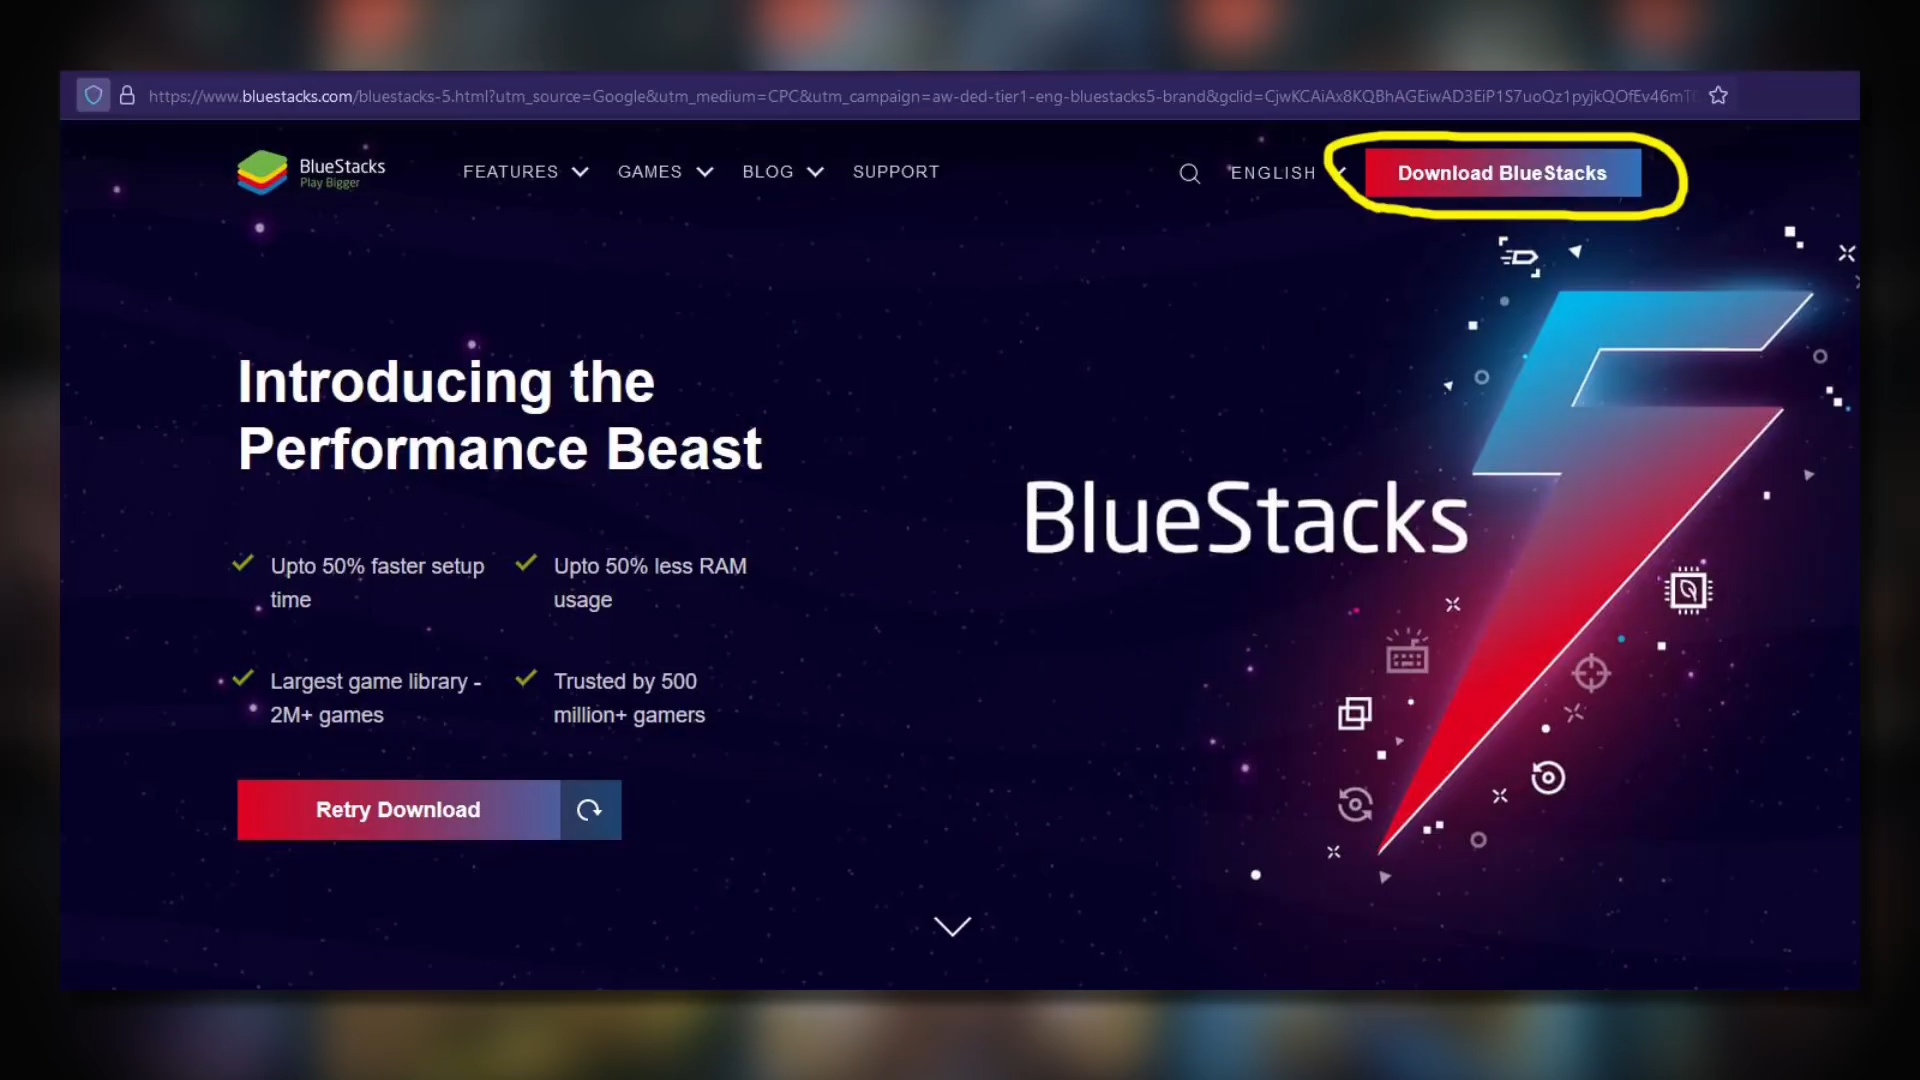 https://www.bluestacks.com/bluestacks-5.html?utm_source=Google&utm_medium=CPC&utm_campaign=aw-ded-tier1-eng-bluestacks5-brand&gclid=CjwKCAiAx8KQBhAGEiwAD3EiP1S7uoQz1pyjkQOfEv46mT
BlueStacks
Play Bigger
FEATURES
GAMES
BLOG
SUPPORT
ENGLISH
Download BlueStacks
Introducing the
Performance Beast
BlueStacks
Upto 50% faster setup
time
Upto 50% less RAM
usage
Largest game library -
2M+ games
Trusted by 500
million+ gamers
Retry Download